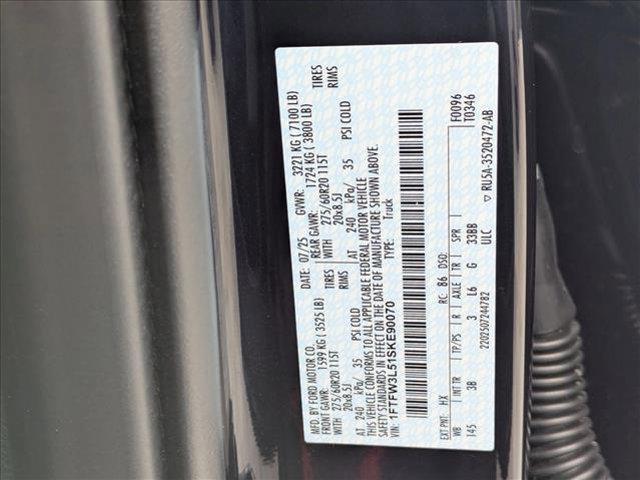 MFD. BY FORD MOTOR CO.
DATE: 07/25 GVWR: 3221 KG ( 7100 LB)
FRONT GAWR: 1599 KG ( 3525 LB) REAR GAWR: 1724 KG ( 3800 LB)
WITH 275/60R20 115T TIRES WITH 275/60R20 115T TIRES
20x8.5J RIMS 20x8.5J RIMS
AT 240 kPa/ 35 PSI COLD AT 240 kPa/ 35 PSI COLD
THIS VEHICLE CONFORMS TO ALL APPLICABLE FEDERAL MOTOR VEHICLE
SAFETY STANDARDS IN EFFECT ON THE DATE OF MANUFACTURE SHOWN ABOVE.
VIN: 1FTFW3L51SKE90070 TYPE: Truck
F0096
T0346
EXT PNT: HX RC: 86 DSO:
WB INT TR TP/PS R AXLE TR SPR
145 3B 3 L6 G 33BB
ULC
2202507244782
▽ RU5A-3520472-AB